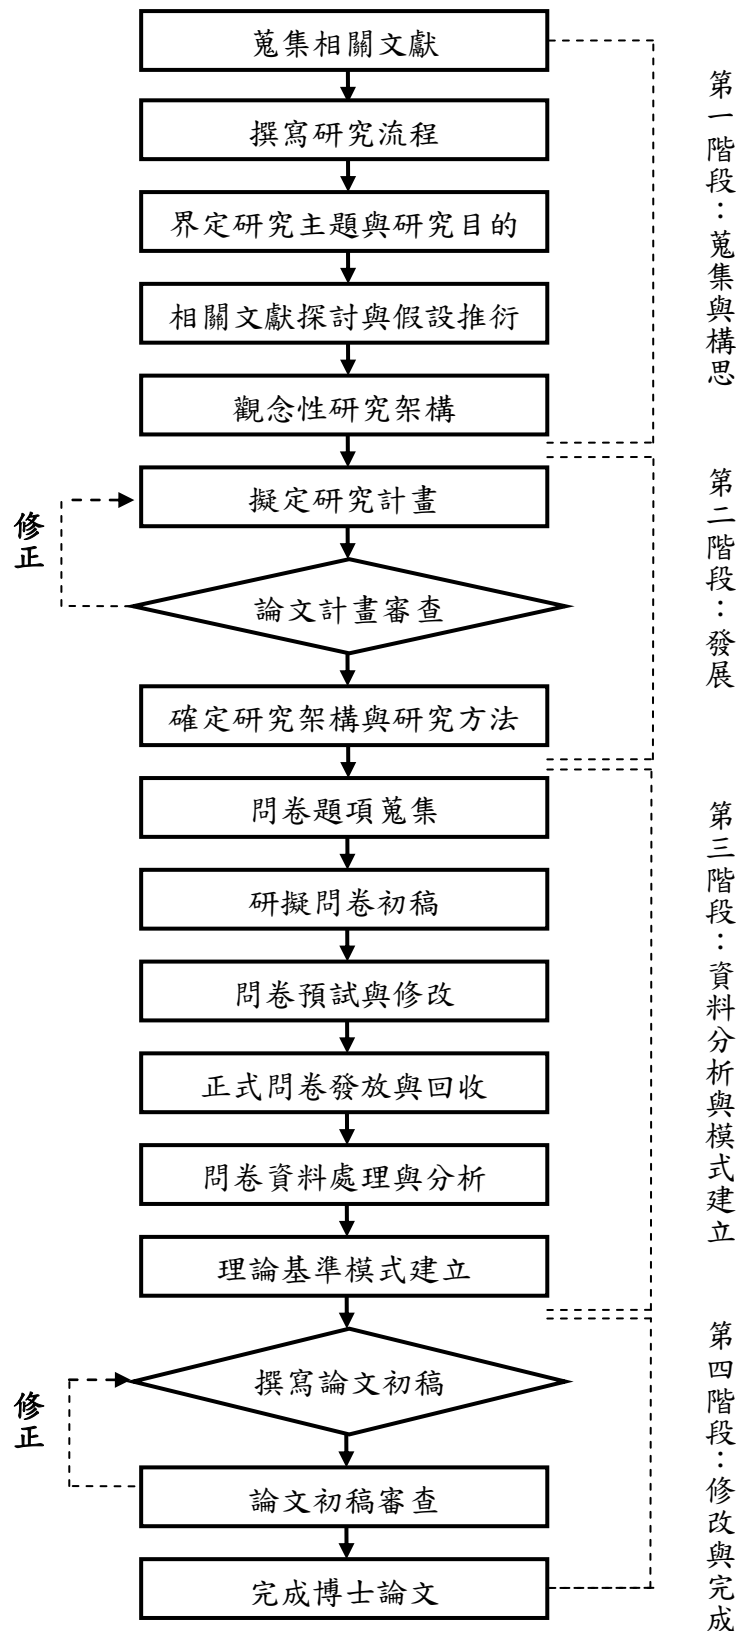 蒐集相關文獻
撰寫研究流程
界定研究主題與研究目的
相關文獻探討與假設推衍
觀念性研究架構
第一階段：蒐集與構思
擬定研究計畫
修正
論文計畫審查
確定研究架構與研究方法
第二階段：發展
問卷題項蒐集
研擬問卷初稿
問卷預試與修改
正式問卷發放與回收
問卷資料處理與分析
理論基準模式建立
第三階段：資料分析與模式建立
撰寫論文初稿
修正
論文初稿審查
完成博士論文
第四階段：修改與完成